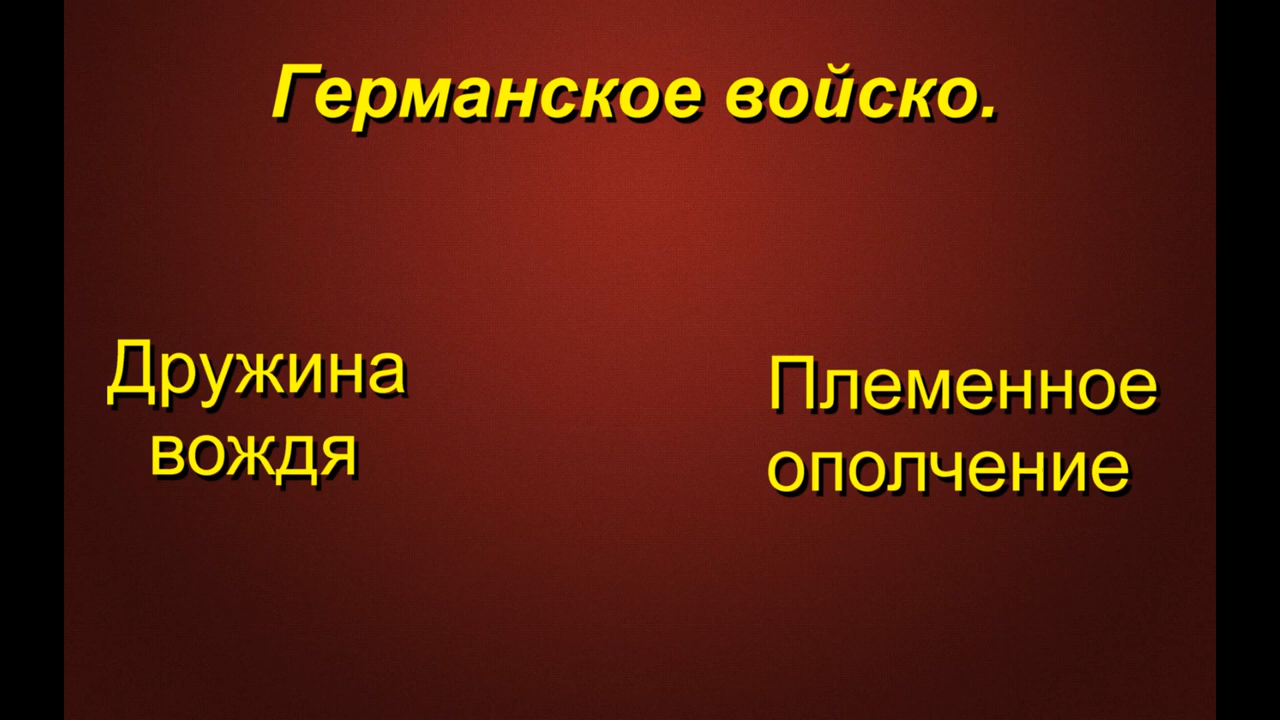 Германское войско.
Дружина
вождя
Племенное
ополчение